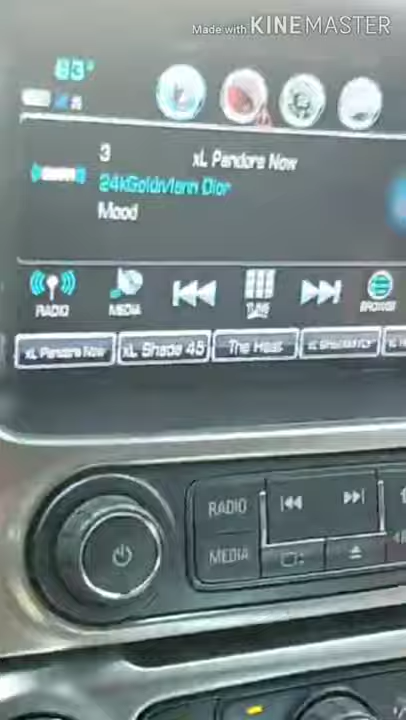 Made with KINEMASTER
83°
3 xL Pandora Now
24kGoldn/Iann Dior
Mood
RADIO MEDIA TUNE BROWSE
xL Pandora Now xL Shade 45 The Heat
RADIO
MEDIA